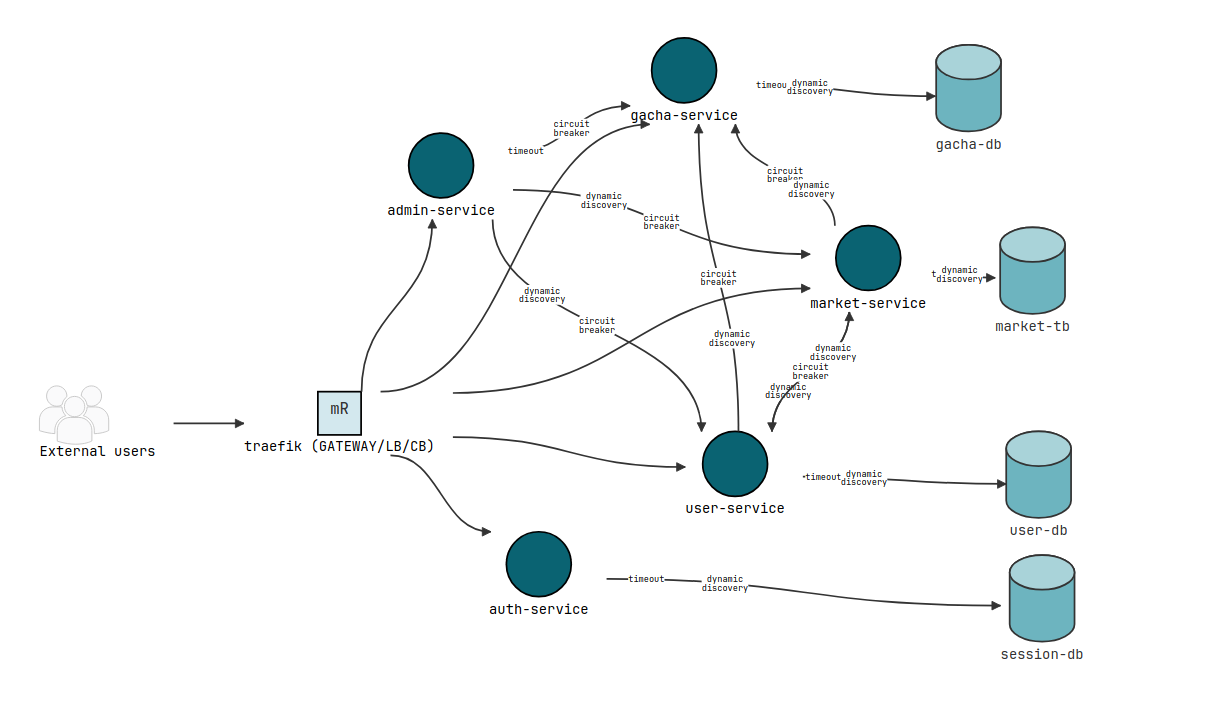 timeou
dynamic
discovery
gacha-service
circuit
breaker
timeout
gacha-db
circuit
dynamic
discovery
admin-service
dynamic
discovery
circuit
breaker
t
dynamic
discovery
circuit
breaker
dynamic
discovery
market-service
market-tb
circuit
breaker
dynamic
discovery
dynamic
discovery
circuit
breaker
dynamic
discovery
mR
traefik (GATEWAY/LB/CB)
External users
timeout
dynamic
discovery
user-service
user-db
timeout
dynamic
discovery
auth-service
session-db